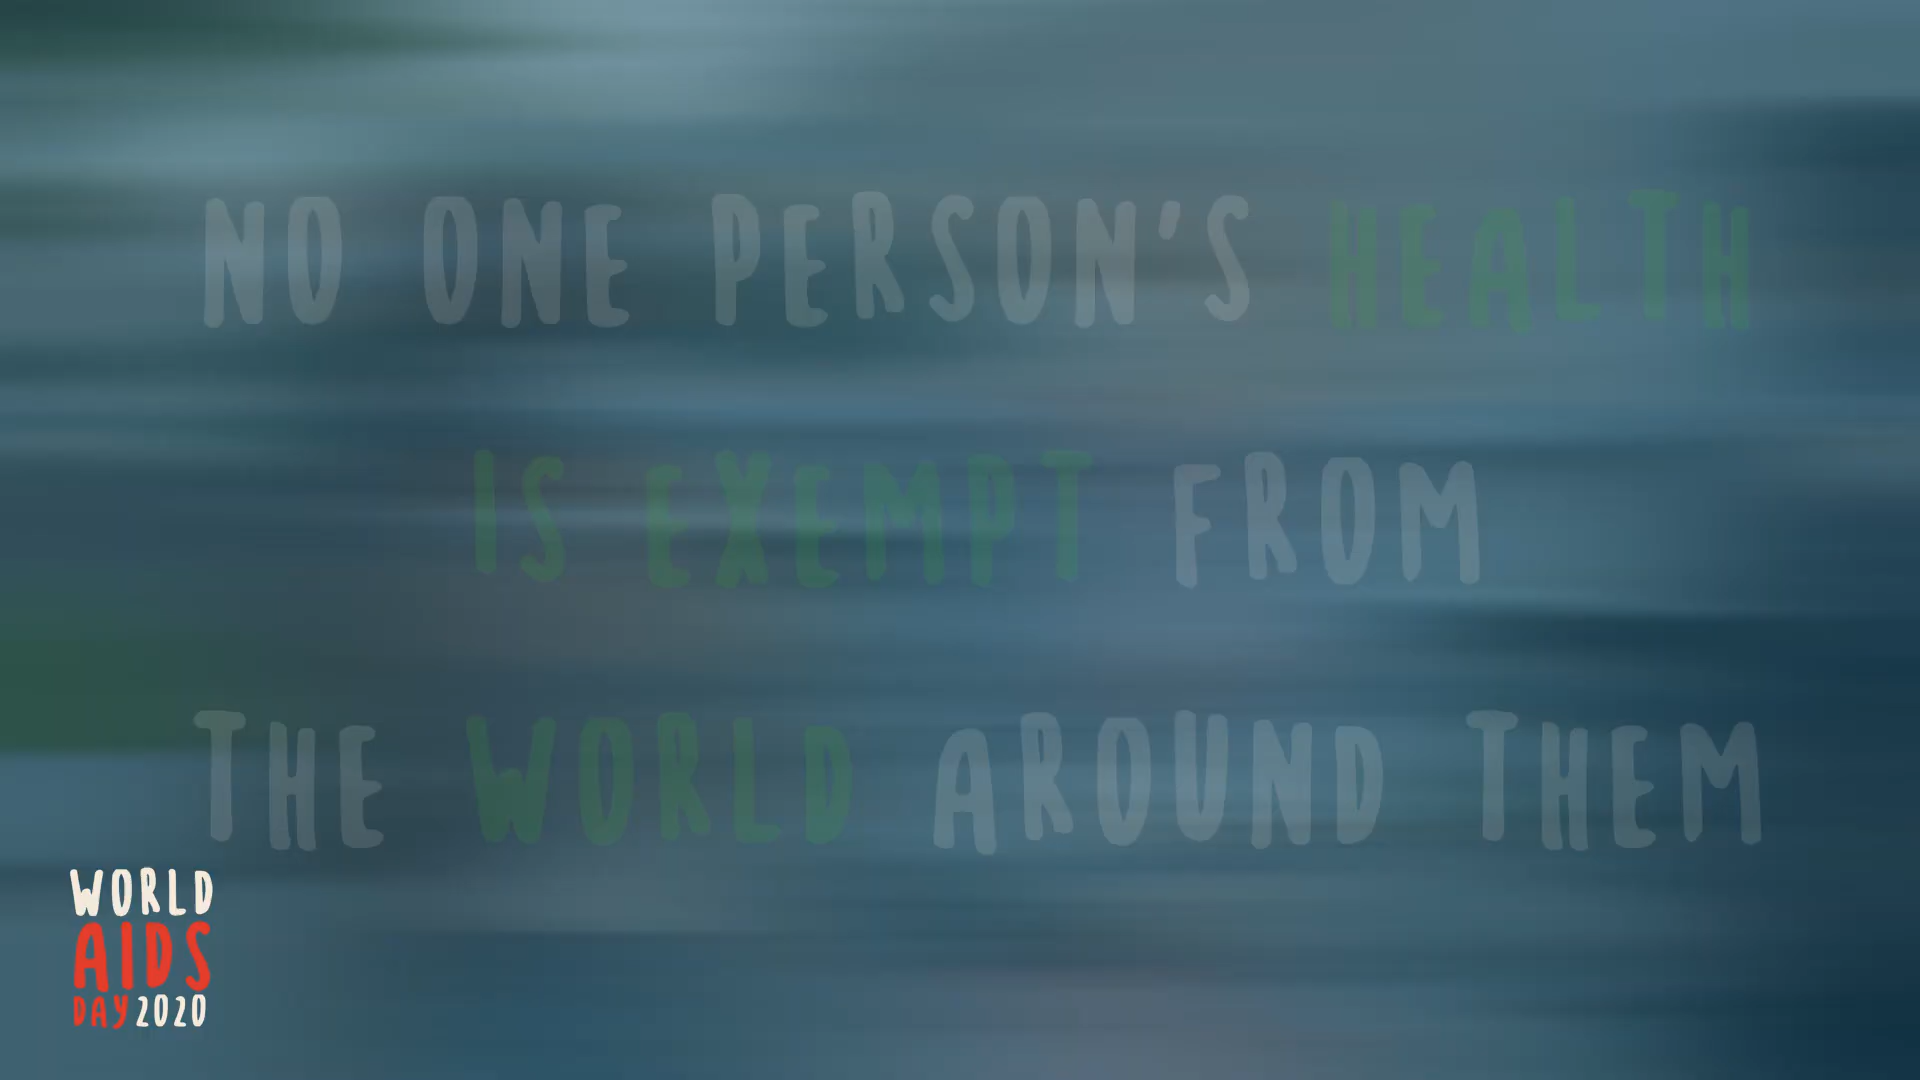 NO ONE PERSON'S HEALTH
IS EXEMPT FROM
THE WORLD AROUND THEM
WORLD
AIDS
DAY 2020